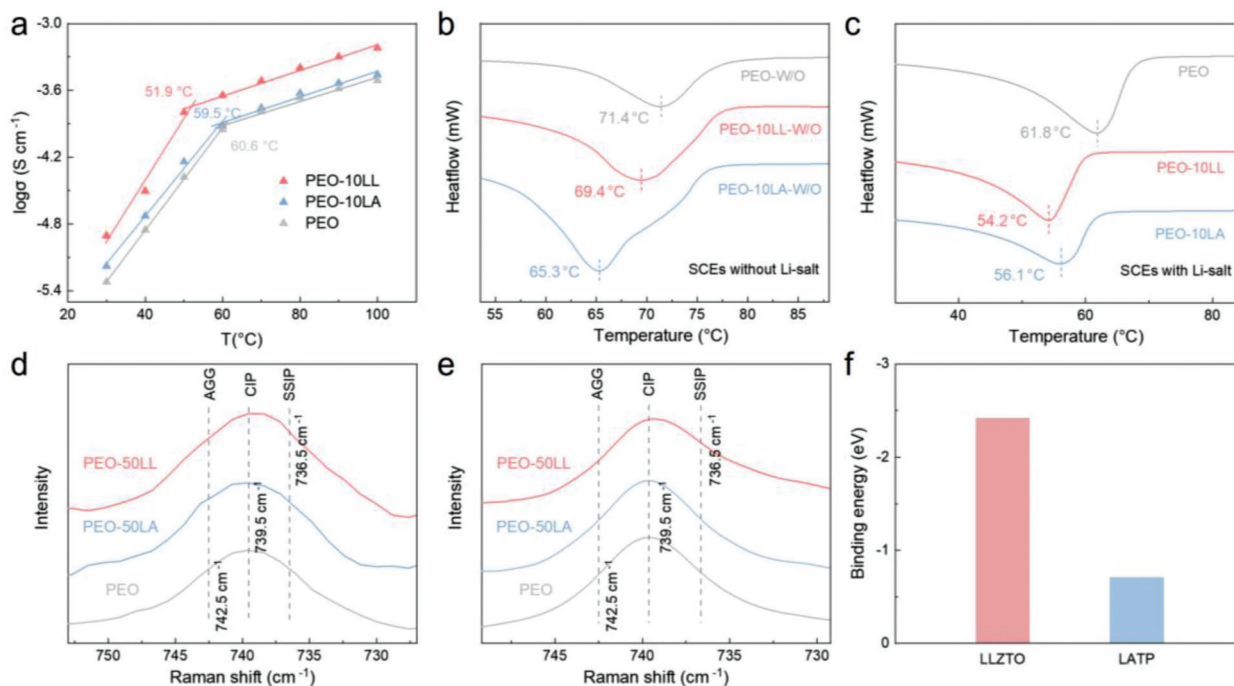 a
-3.0
-3.6
-4.2
-4.8
-5.4
logσ (S cm⁻¹)
51.9 °C
59.5 °C
60.6 °C
PEO-10LL
PEO-10LA
PEO
20 40 60 80 100
T(°C)
b
Heatflow (mW)
PEO-W/O
71.4°C
PEO-10LL-W/O
69.4°C
PEO-10LA-W/O
65.3°C
SCEs without Li-salt
55 60 65 70 75 80 85
Temperature (°C)
c
Heatflow (mW)
PEO
61.8°C
PEO-10LL
54.2°C
PEO-10LA
56.1°C
SCEs with Li-salt
40 60 80
Temperature (°C)
d
AGG
CIP
SSIP
Intensity
PEO-50LL
736.5 cm⁻¹
PEO-50LA
739.5 cm⁻¹
PEO
742.5 cm⁻¹
750 745 740 735 730
Raman shift (cm⁻¹)
e
AGG
CIP
SSIP
Intensity
PEO-50LL
736.5 cm⁻¹
PEO-50LA
739.5 cm⁻¹
PEO
742.5 cm⁻¹
745 740 735 730
Raman shift (cm⁻¹)
f
-3
-2
-1
0
Binding energy (eV)
LLZTO LATP